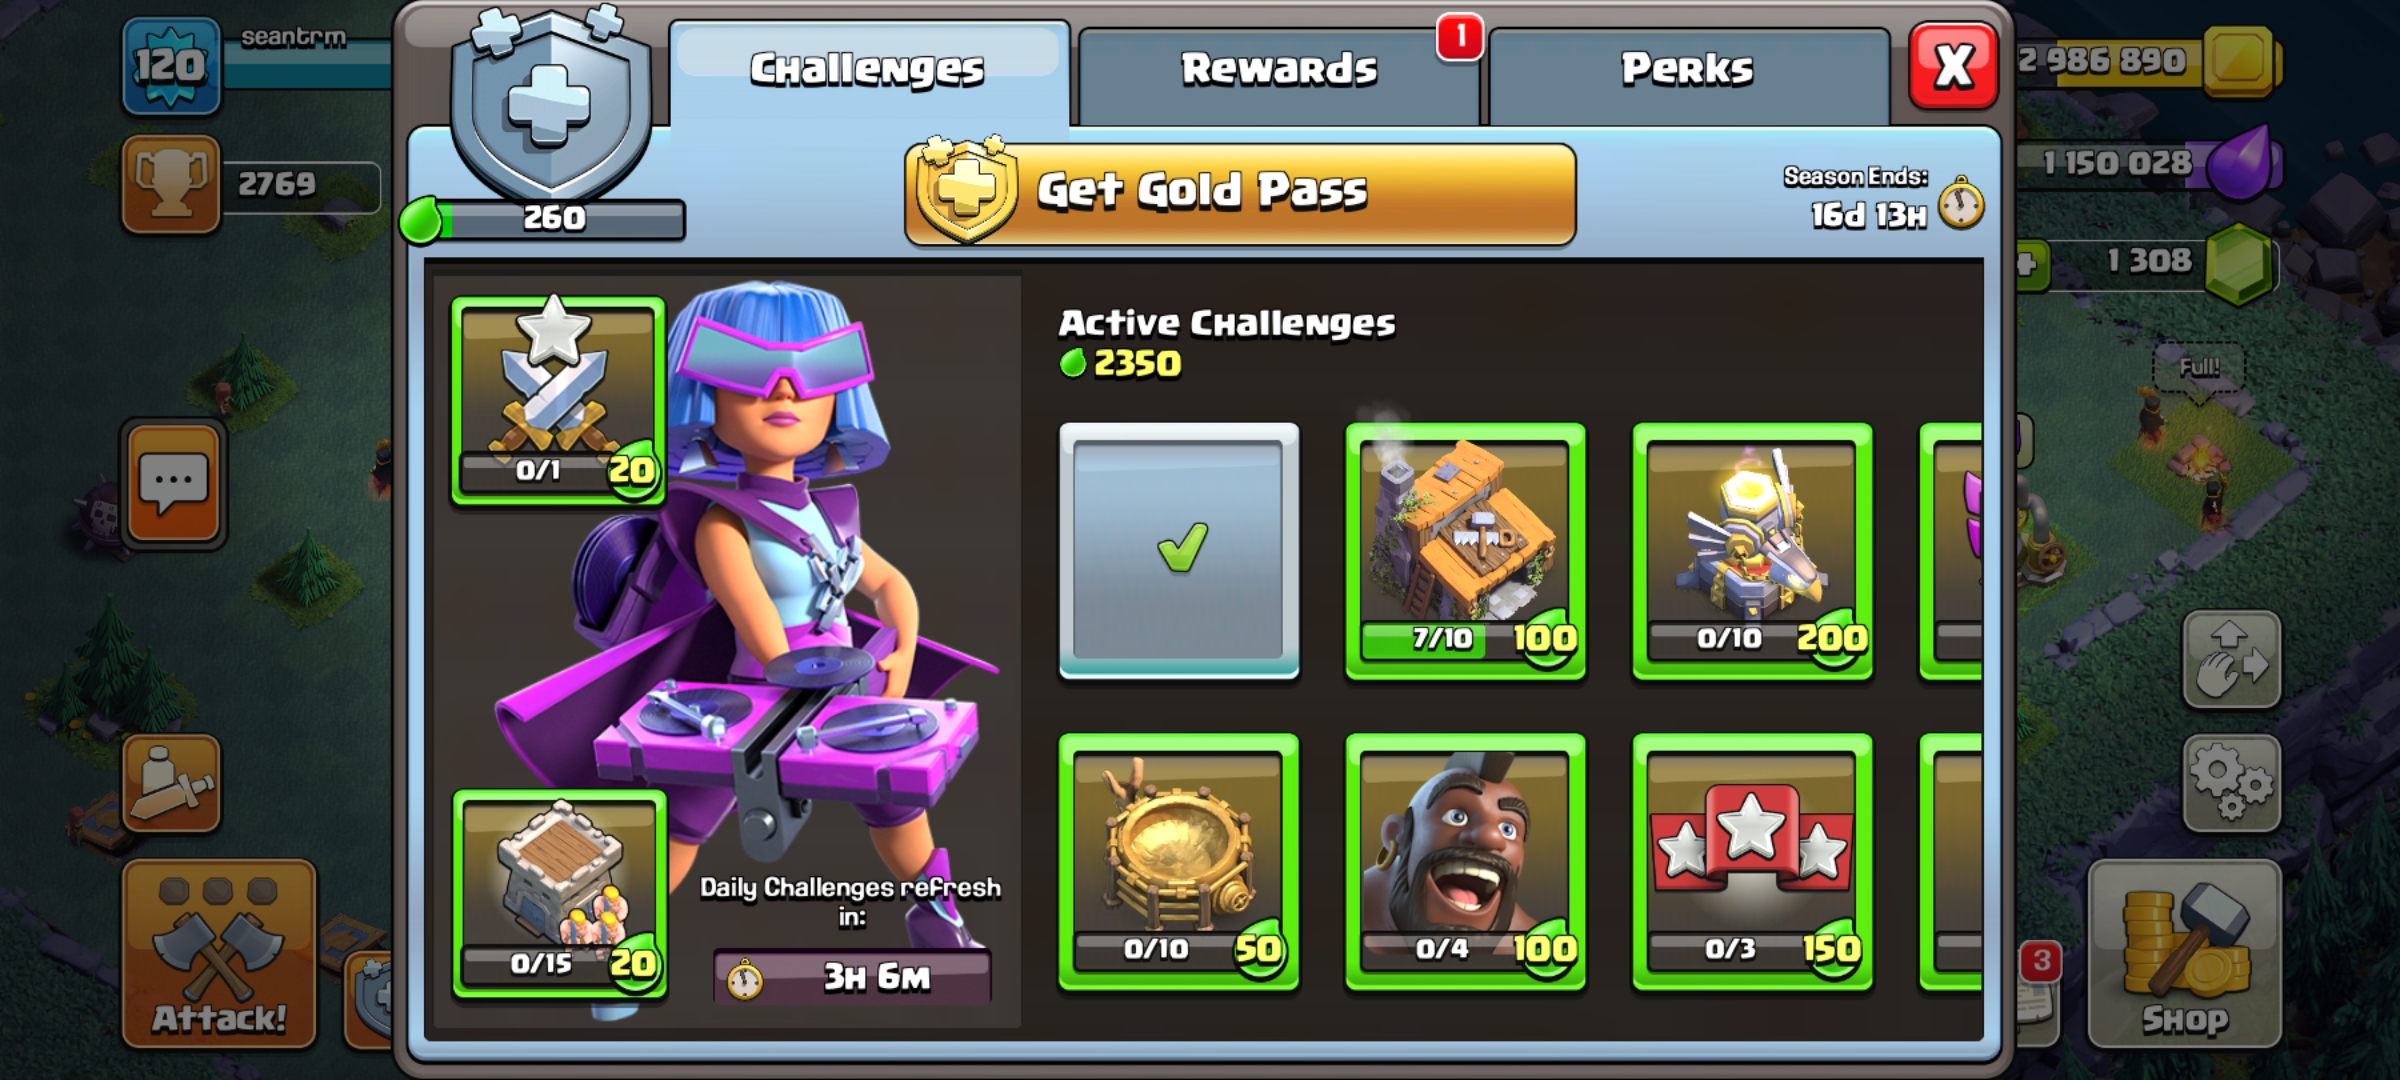 120
seantrm
2769
Challenges
Rewards
1
Perks
X
2 986 890
1 150 028
1 308
260
Get Gold Pass
Season Ends:
16d 13h
Active Challenges
2350
Full!
0/1
20
7/10
100
0/10
200
0/15
20
Daily Challenges refresh
in:
3h 6m
0/10
50
0/4
100
0/3
150
Attack!
3
Shop